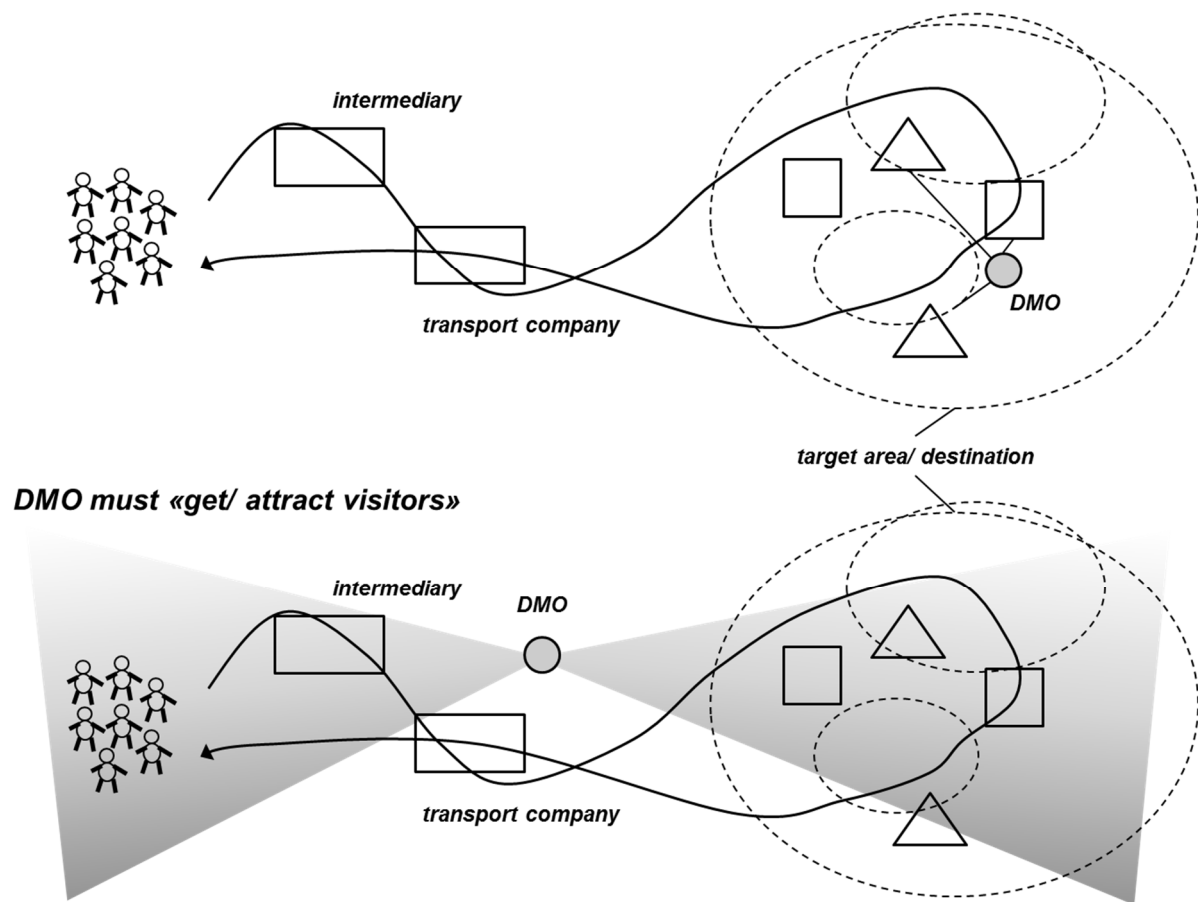 intermediary
transport company
DMO
target area/ destination
DMO must «get/ attract visitors»
intermediary
DMO
transport company